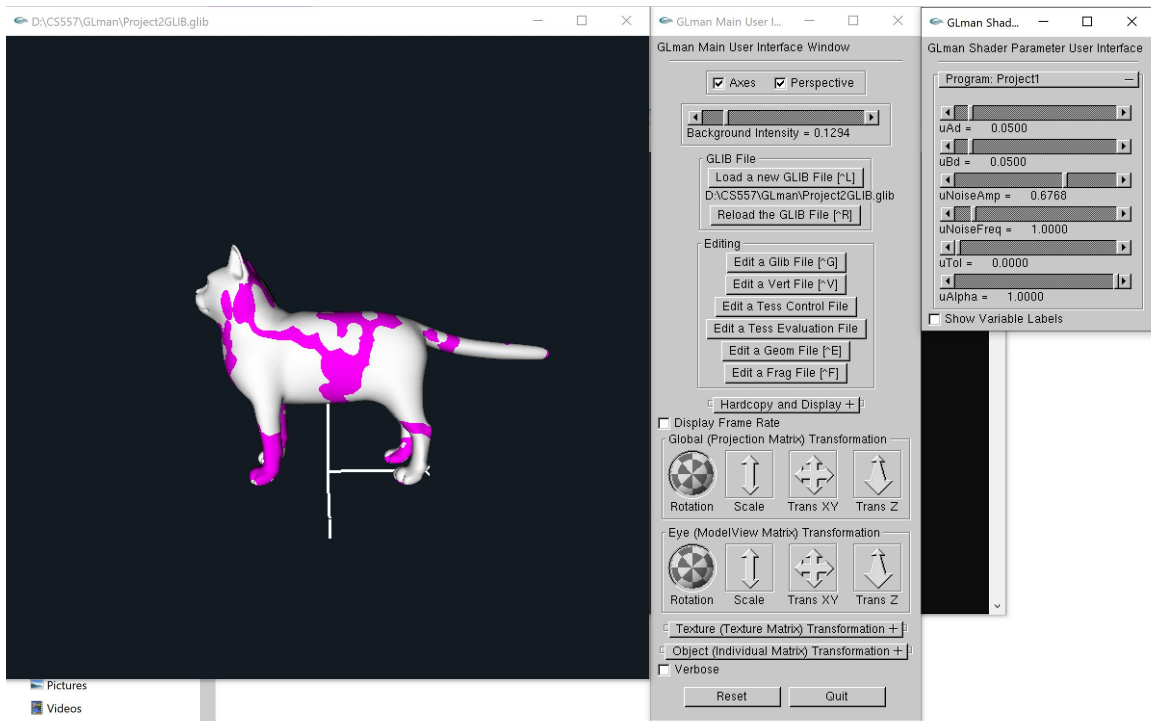 D:\CS557\GLman\Project2GLIB.glib
GLman Main User I...
GLman Main User Interface Window
Axes
Perspective
Background Intensity = 0.1294
GLIB File
Load a new GLIB File [^L]
D:\CS557\GLman\Project2GLIB.glib
Reload the GLIB File [^R]
Editing
Edit a Glib File [^G]
Edit a Vert File [^V]
Edit a Tess Control File
Edit a Tess Evaluation File
Edit a Geom File [^E]
Edit a Frag File [^F]
Hardcopy and Display +
Display Frame Rate
Global (Projection Matrix) Transformation
Rotation Scale Trans XY Trans Z
Eye (ModelView Matrix) Transformation
Rotation Scale Trans XY Trans Z
Texture (Texture Matrix) Transformation +
Object (Individual Matrix) Transformation +
Verbose
Reset Quit
GLman Shad...
GLman Shader Parameter User Interface
Program: Project1 −
uAd = 0.0500
uBd = 0.0500
uNoiseAmp = 0.6768
uNoiseFreq = 1.0000
uTol = 0.0000
uAlpha = 1.0000
Show Variable Labels
Pictures
Videos
X